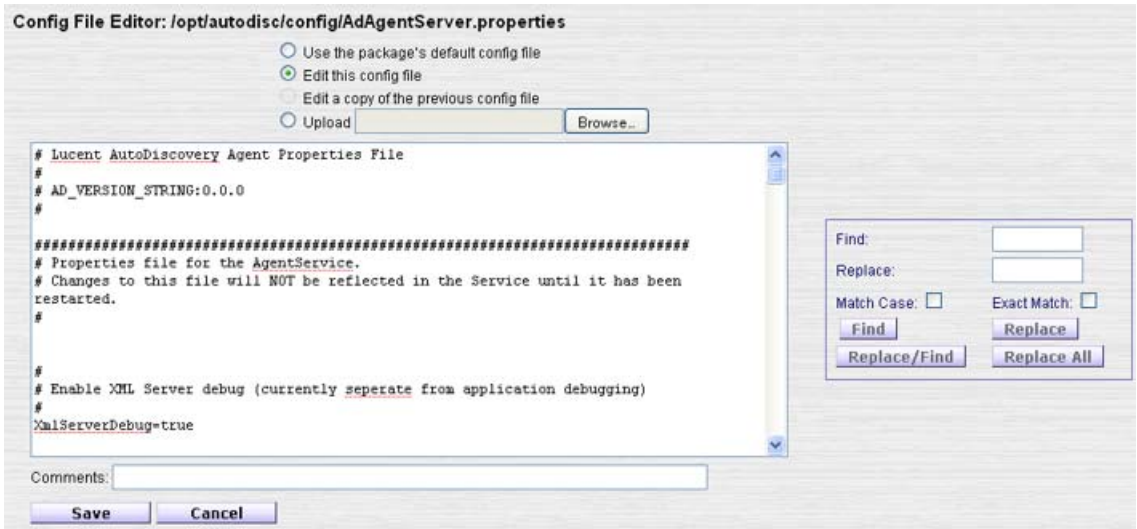 Config File Editor: /opt/autodisc/config/AdAgentServer.properties
Use the package's default config file
Edit this config file
Edit a copy of the previous config file
Upload Browse...
# Lucent AutoDiscovery Agent Properties File
#
# AD_VERSION_STRING:0.0.0
#
##############################################################################
# Properties file for the AgentService.
# Changes to this file will NOT be reflected in the Service until it has been
restarted.
#
#
# Enable XML Server debug (currently seperate from application debugging)
#
XmlServerDebug=true
Find:
Replace:
Match Case: Exact Match:
Find Replace
Replace/Find Replace All
Comments:
Save Cancel